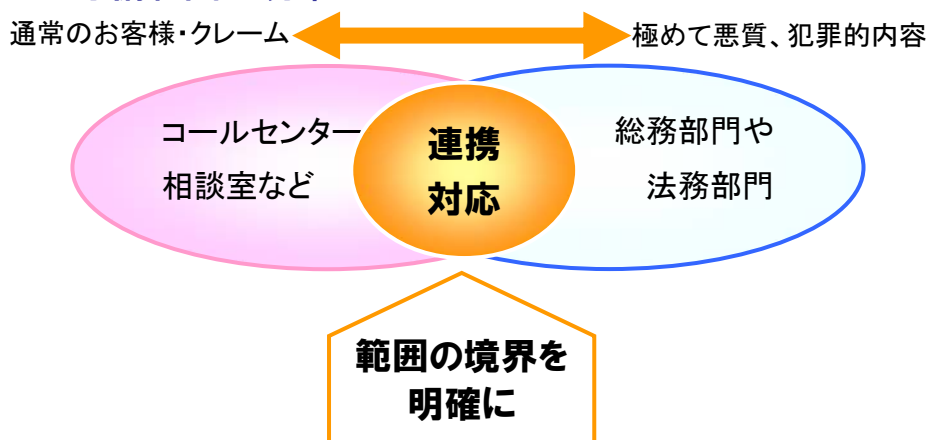 通常のお客様・クレーム
極めて悪質、犯罪的内容
コールセンター
相談室など
連携
対応
総務部門や
法務部門
範囲の境界を
明確に